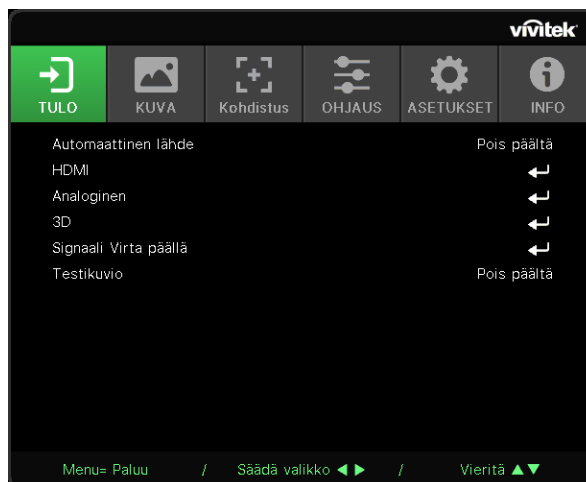 vivitek
TULO KUVA Kohdistus OHJAUS ASETUKSET INFO
Automaattinen lähde Pois päältä
HDMI
Analoginen
3D
Signaali Virta päällä
Testikuvio Pois päältä
Menu= Paluu / Säädä valikko ◀ ▶ / Vieritä ▲▼